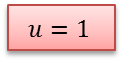 u = 1